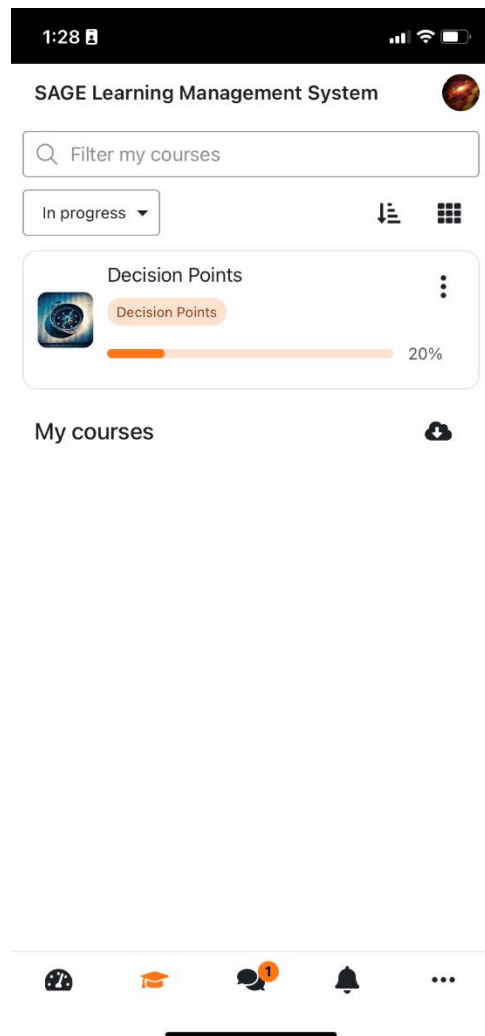 1:28
SAGE Learning Management System
Filter my courses
In progress
Decision Points
Decision Points
20%
My courses
1